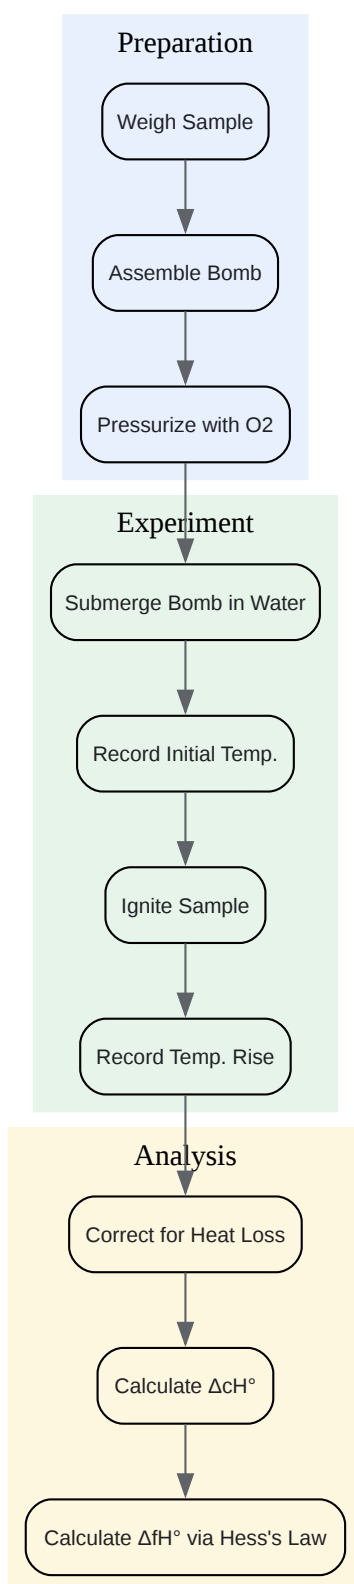 Preparation
Weigh Sample
Assemble Bomb
Pressurize with O2
Experiment
Submerge Bomb in Water
Record Initial Temp.
Ignite Sample
Record Temp. Rise
Analysis
Correct for Heat Loss
Calculate ΔcH°
Calculate ΔfH° via Hess's Law